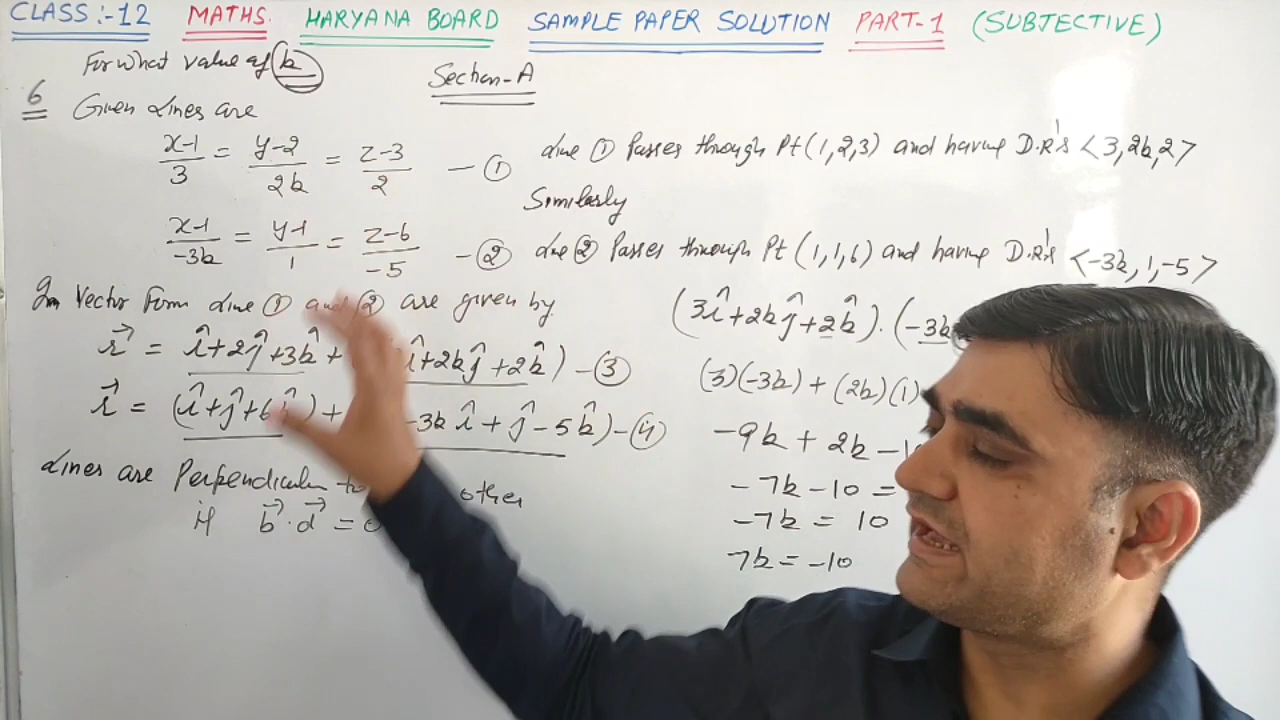 CLASS :- 12 MATHS. HARYANA BOARD SAMPLE PAPER SOLUTION PART-1 (SUBJECTIVE)
For what value of k
Section-A
6 Given Lines are
x-1/3 = y-2/2k = z-3/2 - ①
x-1/-3k = y-1/1 = z-6/-5 - ②
In Vector Form Line ① and ② are given by
r⃗ = î+2ĵ+3k̂ + î+2kĵ+2k̂) - ③
r⃗ = (î+ĵ+6k̂)+ -3k î + ĵ - 5k̂) - ④
Lines are Perpendicular to other
if b⃗ · d⃗ = 0
Line ① Passes through Pt (1,2,3) and having D.R's <3, 2k, 2>
Similarly
Line ② Passes through Pt (1,1,6) and having D.R's <-3k, 1, -5>
(3î+2kĵ+2k̂) · (-3k
(3)(-3k) + (2k)(1)
-9k + 2k - 1
-7k - 10 =
-7k = 10
7k = -10